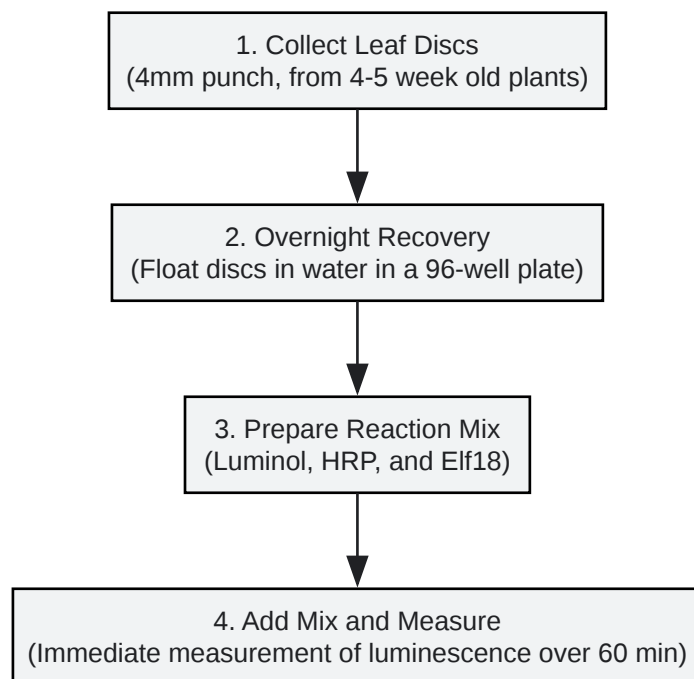 1. Collect Leaf Discs
(4mm punch, from 4-5 week old plants)
2. Overnight Recovery
(Float discs in water in a 96-well plate)
3. Prepare Reaction Mix
(Luminol, HRP, and Elf18)
4. Add Mix and Measure
(Immediate measurement of luminescence over 60 min)